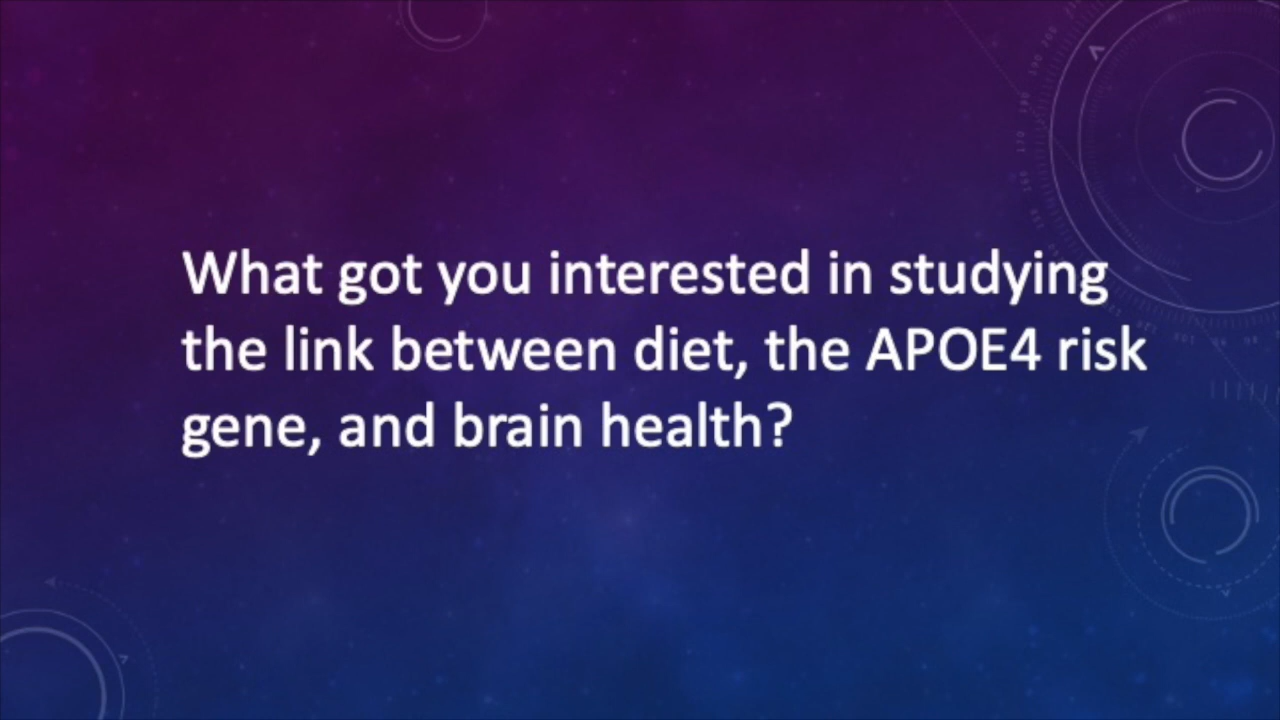 What got you interested in studying
the link between diet, the APOE4 risk
gene, and brain health?